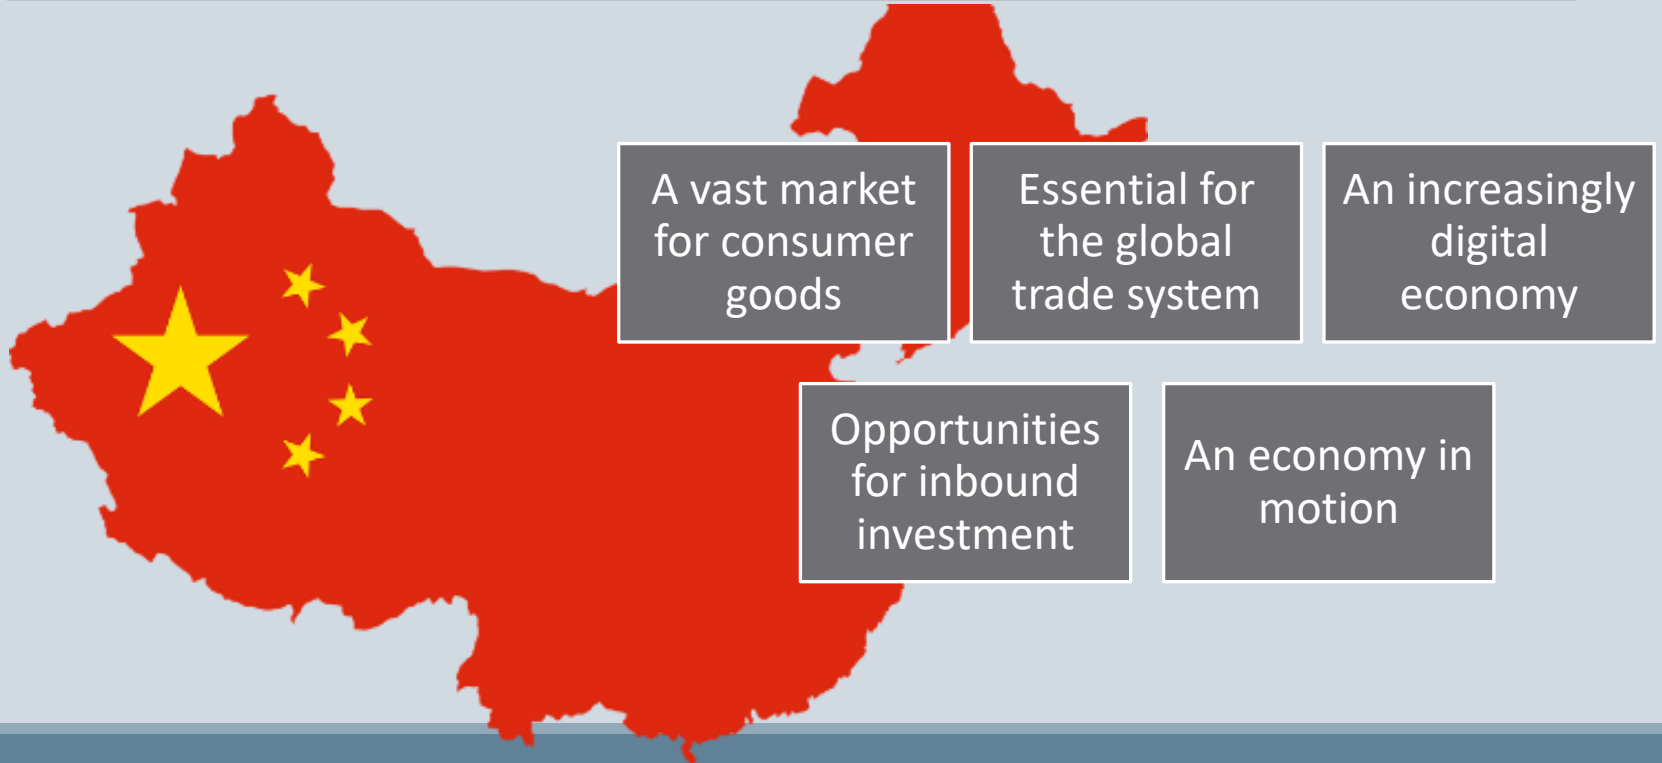 A vast market
for consumer
goods
Essential for
the global
trade system
An increasingly
digital
economy
Opportunities
for inbound
investment
An economy in
motion